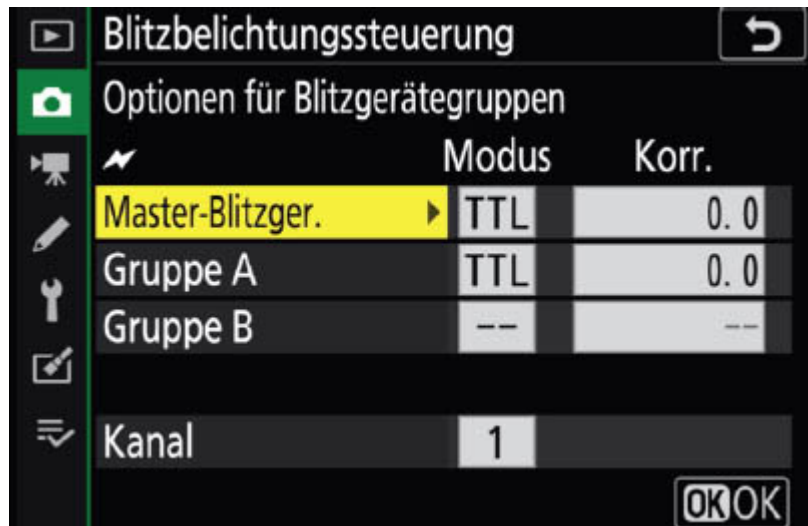 Blitzbelichtungssteuerung
Optionen für Blitzgerätegruppen
Modus Korr.
Master-Blitzger. TTL 0.0
Gruppe A TTL 0.0
Gruppe B -- --
Kanal 1
OK OK